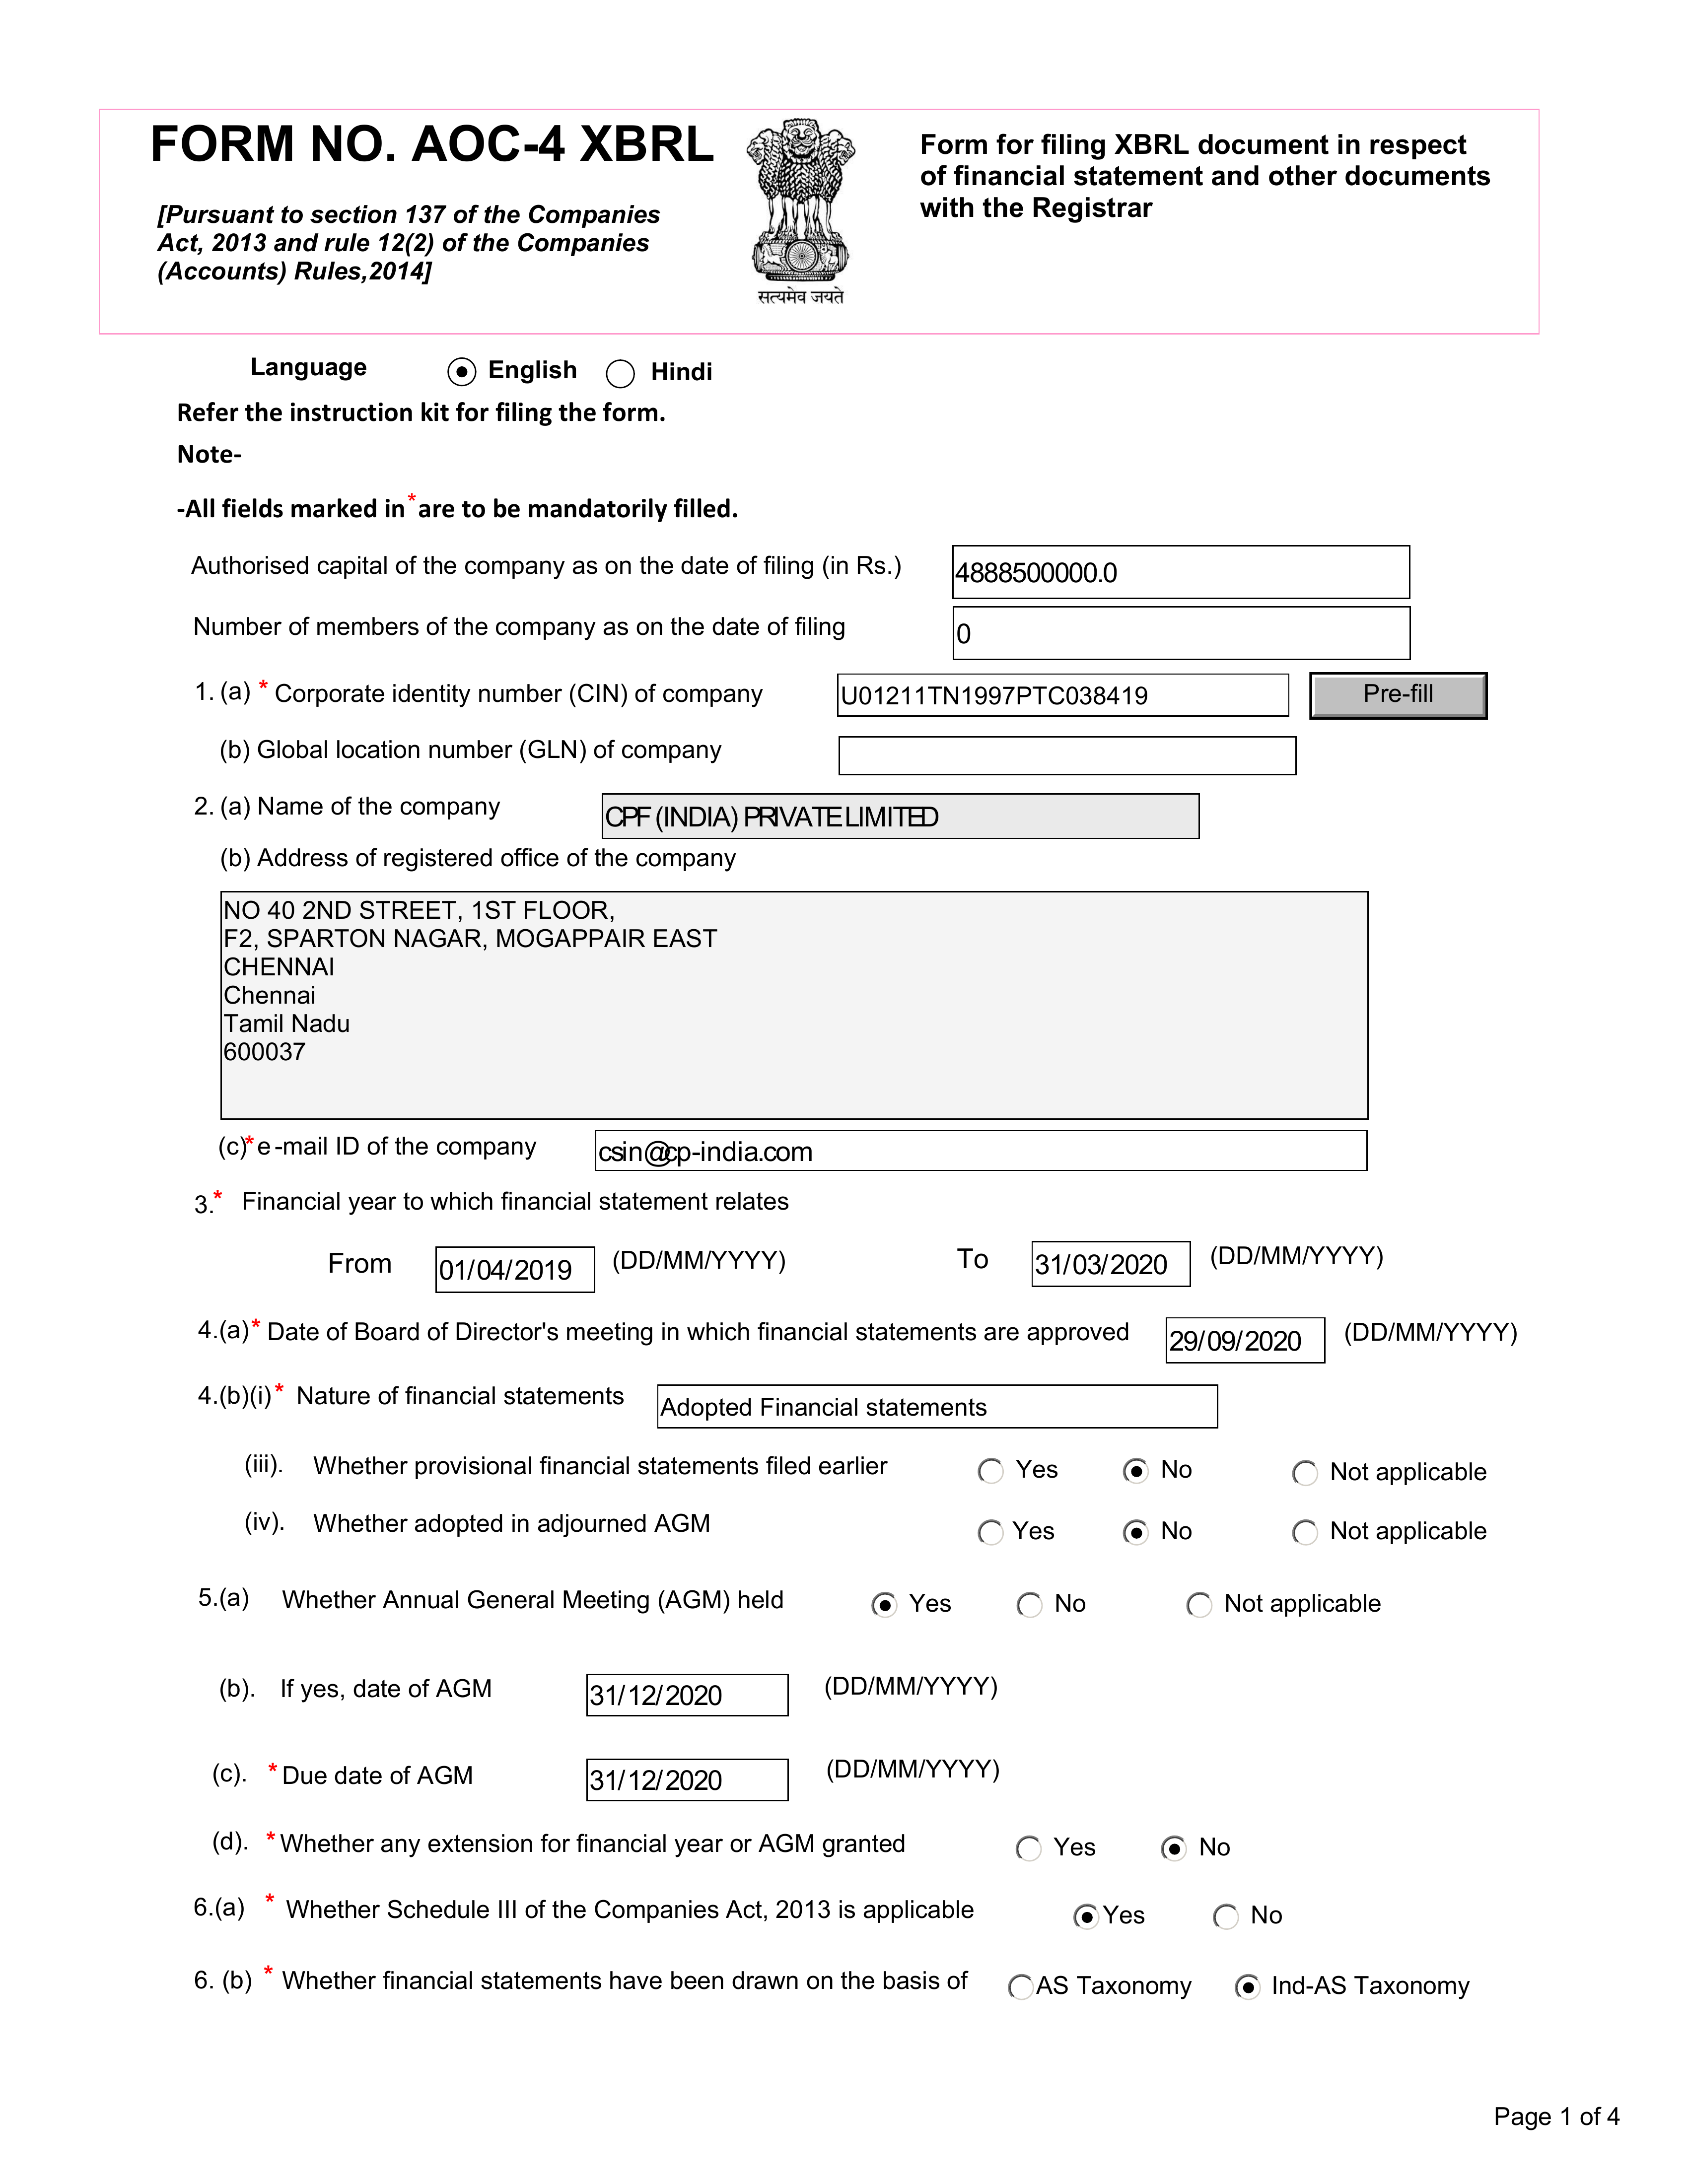 FORM NO. AOC-4 XBRL
[Pursuant to section 137 of the Companies
Act, 2013 and rule 12(2) of the Companies
(Accounts) Rules,2014]
सत्यमेव जयते
Form for filing XBRL document in respect
of financial statement and other documents
with the Registrar
Language English Hindi
Refer the instruction kit for filing the form.
Note-
-All fields marked in * are to be mandatorily filled.
Authorised capital of the company as on the date of filing (in Rs.) 4888500000.0
Number of members of the company as on the date of filing 0
1. (a) * Corporate identity number (CIN) of company U01211TN1997PTC038419 Pre-fill
(b) Global location number (GLN) of company
2. (a) Name of the company CPF (INDIA) PRIVATE LIMITED
(b) Address of registered office of the company
NO 40 2ND STREET, 1ST FLOOR,
F2, SPARTON NAGAR, MOGAPPAIR EAST
CHENNAI
Chennai
Tamil Nadu
600037
(c)* e-mail ID of the company csin@cp-india.com
3.* Financial year to which financial statement relates
From 01/04/2019 (DD/MM/YYYY) To 31/03/2020 (DD/MM/YYYY)
4.(a)* Date of Board of Director's meeting in which financial statements are approved 29/09/2020 (DD/MM/YYYY)
4.(b)(i)* Nature of financial statements Adopted Financial statements
(iii). Whether provisional financial statements filed earlier Yes No Not applicable
(iv). Whether adopted in adjourned AGM Yes No Not applicable
5.(a) Whether Annual General Meeting (AGM) held Yes No Not applicable
(b). If yes, date of AGM 31/12/2020 (DD/MM/YYYY)
(c). * Due date of AGM 31/12/2020 (DD/MM/YYYY)
(d). * Whether any extension for financial year or AGM granted Yes No
6.(a) * Whether Schedule III of the Companies Act, 2013 is applicable Yes No
6. (b) * Whether financial statements have been drawn on the basis of AS Taxonomy Ind-AS Taxonomy
Page 1 of 4